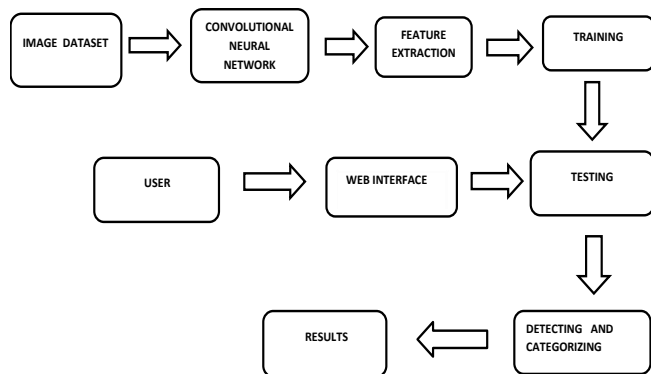 IMAGE DATASET
CONVOLUTIONAL
NEURAL
NETWORK
FEATURE
EXTRACTION
TRAINING
USER
WEB INTERFACE
TESTING
RESULTS
DETECTING AND
CATEGORIZING